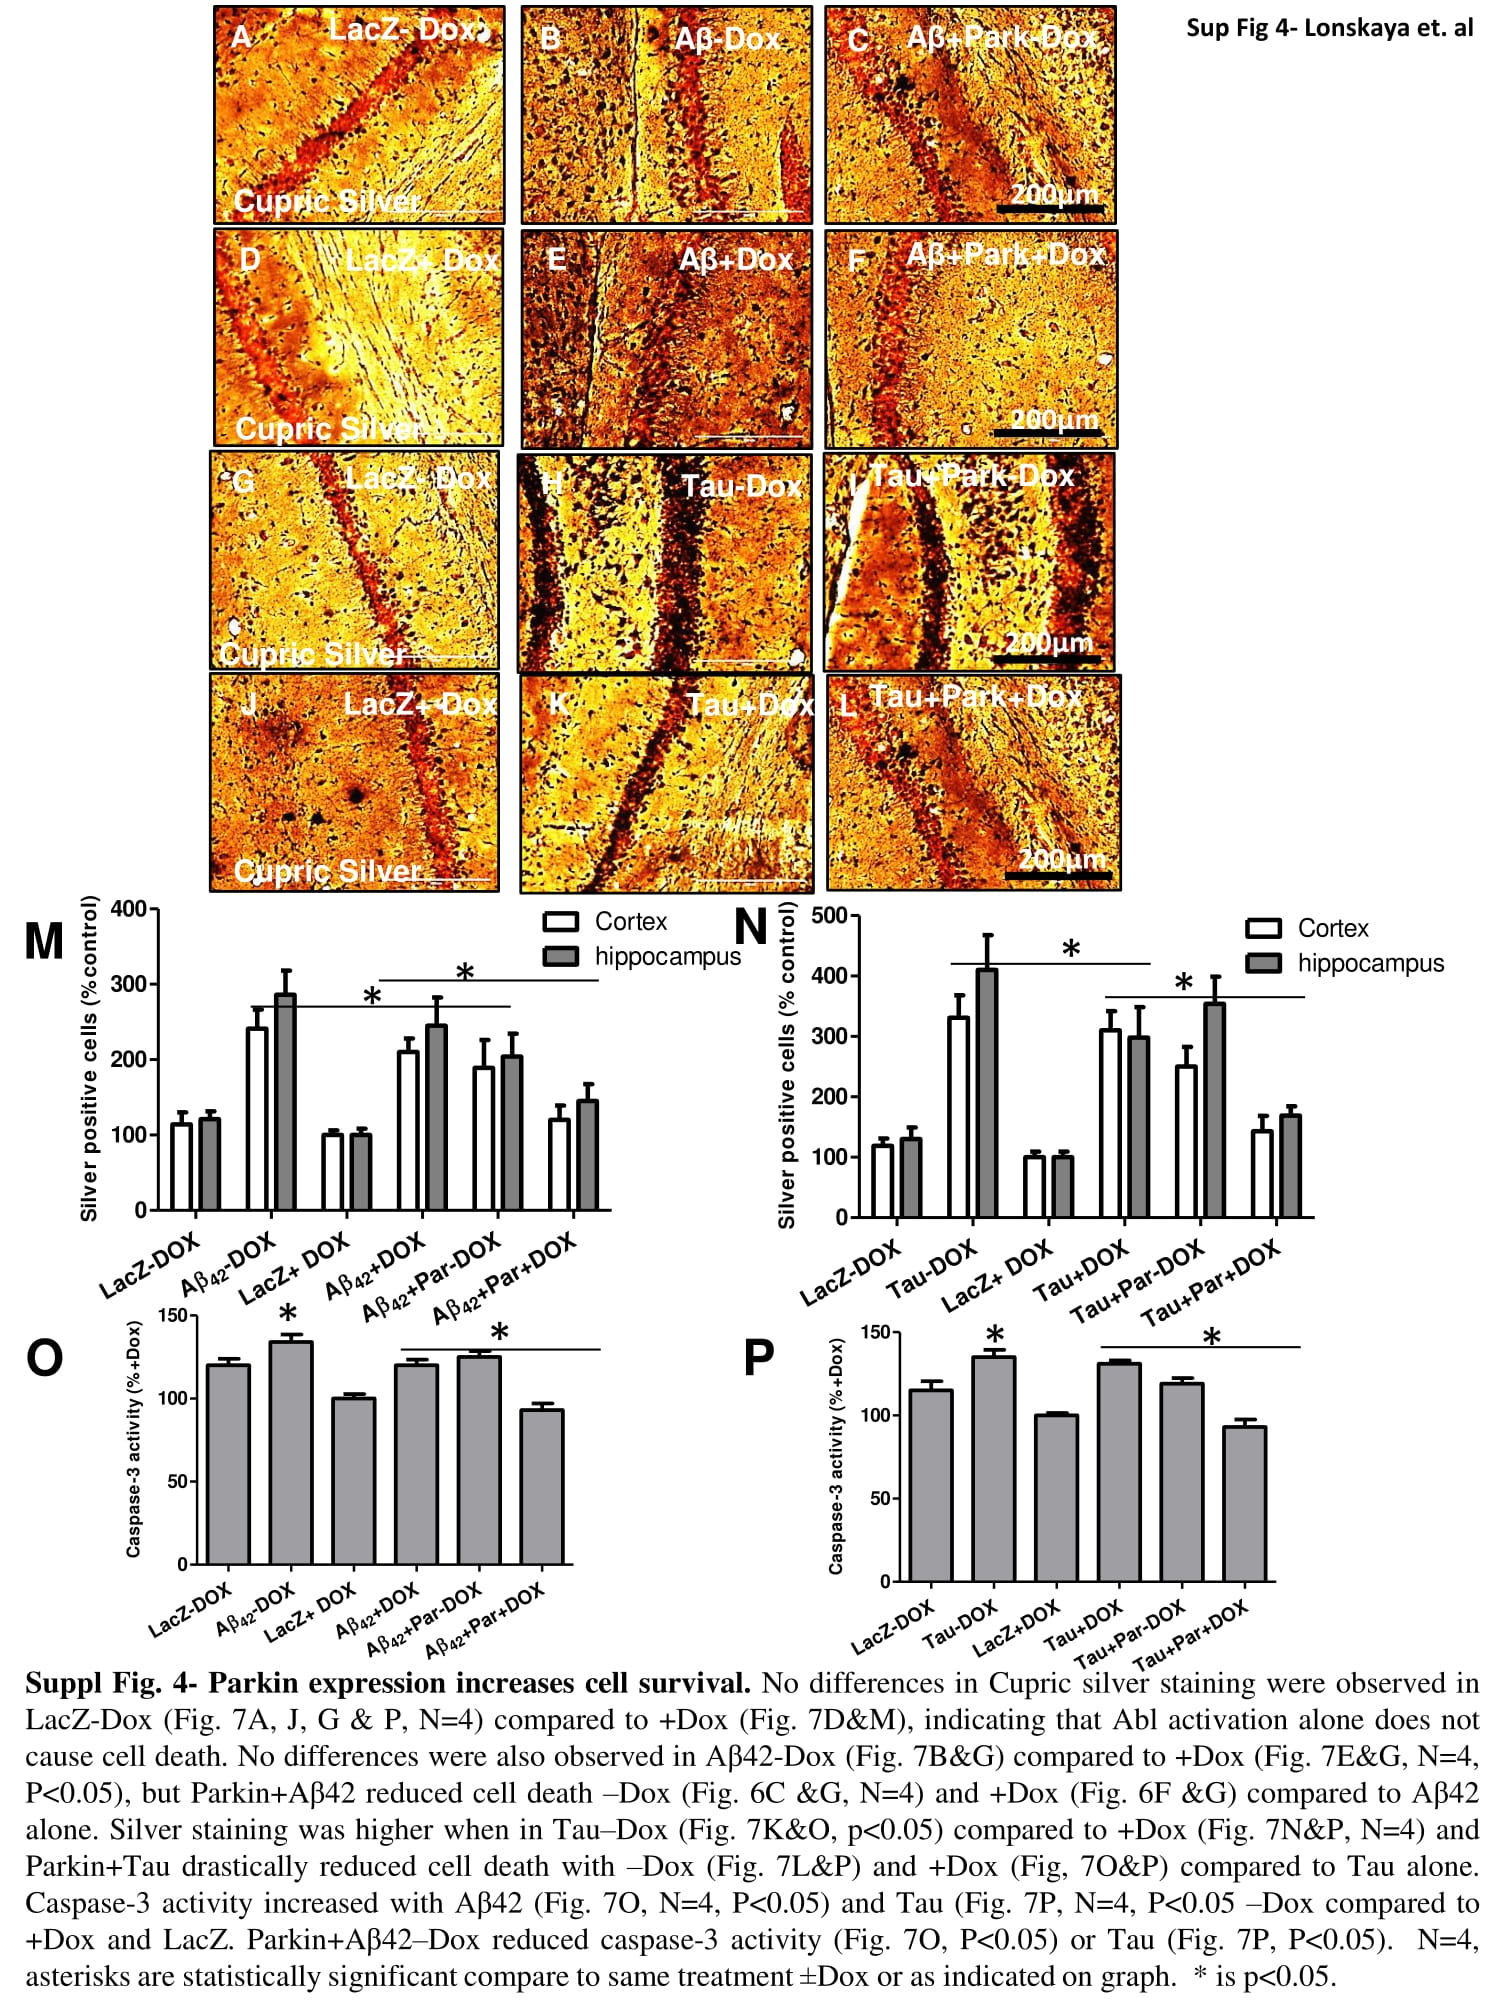 Sup Fig 4- Lonskaya et. al
A LacZ- Dox
B Aβ-Dox
C Aβ+Park-Dox
Cupric Silver
200µm
D LacZ+ Dox
E Aβ+Dox
F Aβ+Park+Dox
Cupric Silver
200µm
G LacZ- Dox
H Tau-Dox
I Tau+Park-Dox
Cupric Silver
200µm
J LacZ+ Dox
K Tau+Dox
L Tau+Park+Dox
Cupric Silver
200µm
M
Silver positive cells (% control)
400
300
200
100
0
Cortex
hippocampus
*
*
LacZ-DOX
Aβ42-DOX
LacZ+ DOX
Aβ42+DOX
Aβ42+Par-DOX
Aβ42+Par+DOX
N
Silver positive cells (% control)
500
400
300
200
100
0
Cortex
hippocampus
*
*
LacZ-DOX
Tau-DOX
LacZ+ DOX
Tau+DOX
Tau+Par-DOX
Tau+Par+DOX
O
Caspase-3 activity (%+Dox)
150
100
50
0
*
*
LacZ-DOX
Aβ42-DOX
LacZ+ DOX
Aβ42+DOX
Aβ42+Par-DOX
Aβ42+Par+DOX
P
Caspase-3 activity (%+Dox)
150
100
50
0
*
*
LacZ-DOX
Tau-DOX
LacZ+DOX
Tau+DOX
Tau+Par-DOX
Tau+Par+DOX
Suppl Fig. 4- Parkin expression increases cell survival. No differences in Cupric silver staining were observed in
LacZ-Dox (Fig. 7A, J, G & P, N=4) compared to +Dox (Fig. 7D&M), indicating that Abl activation alone does not
cause cell death. No differences were also observed in Aβ42-Dox (Fig. 7B&G) compared to +Dox (Fig. 7E&G, N=4,
P<0.05), but Parkin+Aβ42 reduced cell death –Dox (Fig. 6C &G, N=4) and +Dox (Fig. 6F &G) compared to Aβ42
alone. Silver staining was higher when in Tau–Dox (Fig. 7K&O, p<0.05) compared to +Dox (Fig. 7N&P, N=4) and
Parkin+Tau drastically reduced cell death with –Dox (Fig. 7L&P) and +Dox (Fig, 7O&P) compared to Tau alone.
Caspase-3 activity increased with Aβ42 (Fig. 7O, N=4, P<0.05) and Tau (Fig. 7P, N=4, P<0.05 –Dox compared to
+Dox and LacZ. Parkin+Aβ42–Dox reduced caspase-3 activity (Fig. 7O, P<0.05) or Tau (Fig. 7P, P<0.05). N=4,
asterisks are statistically significant compare to same treatment ±Dox or as indicated on graph. * is p<0.05.